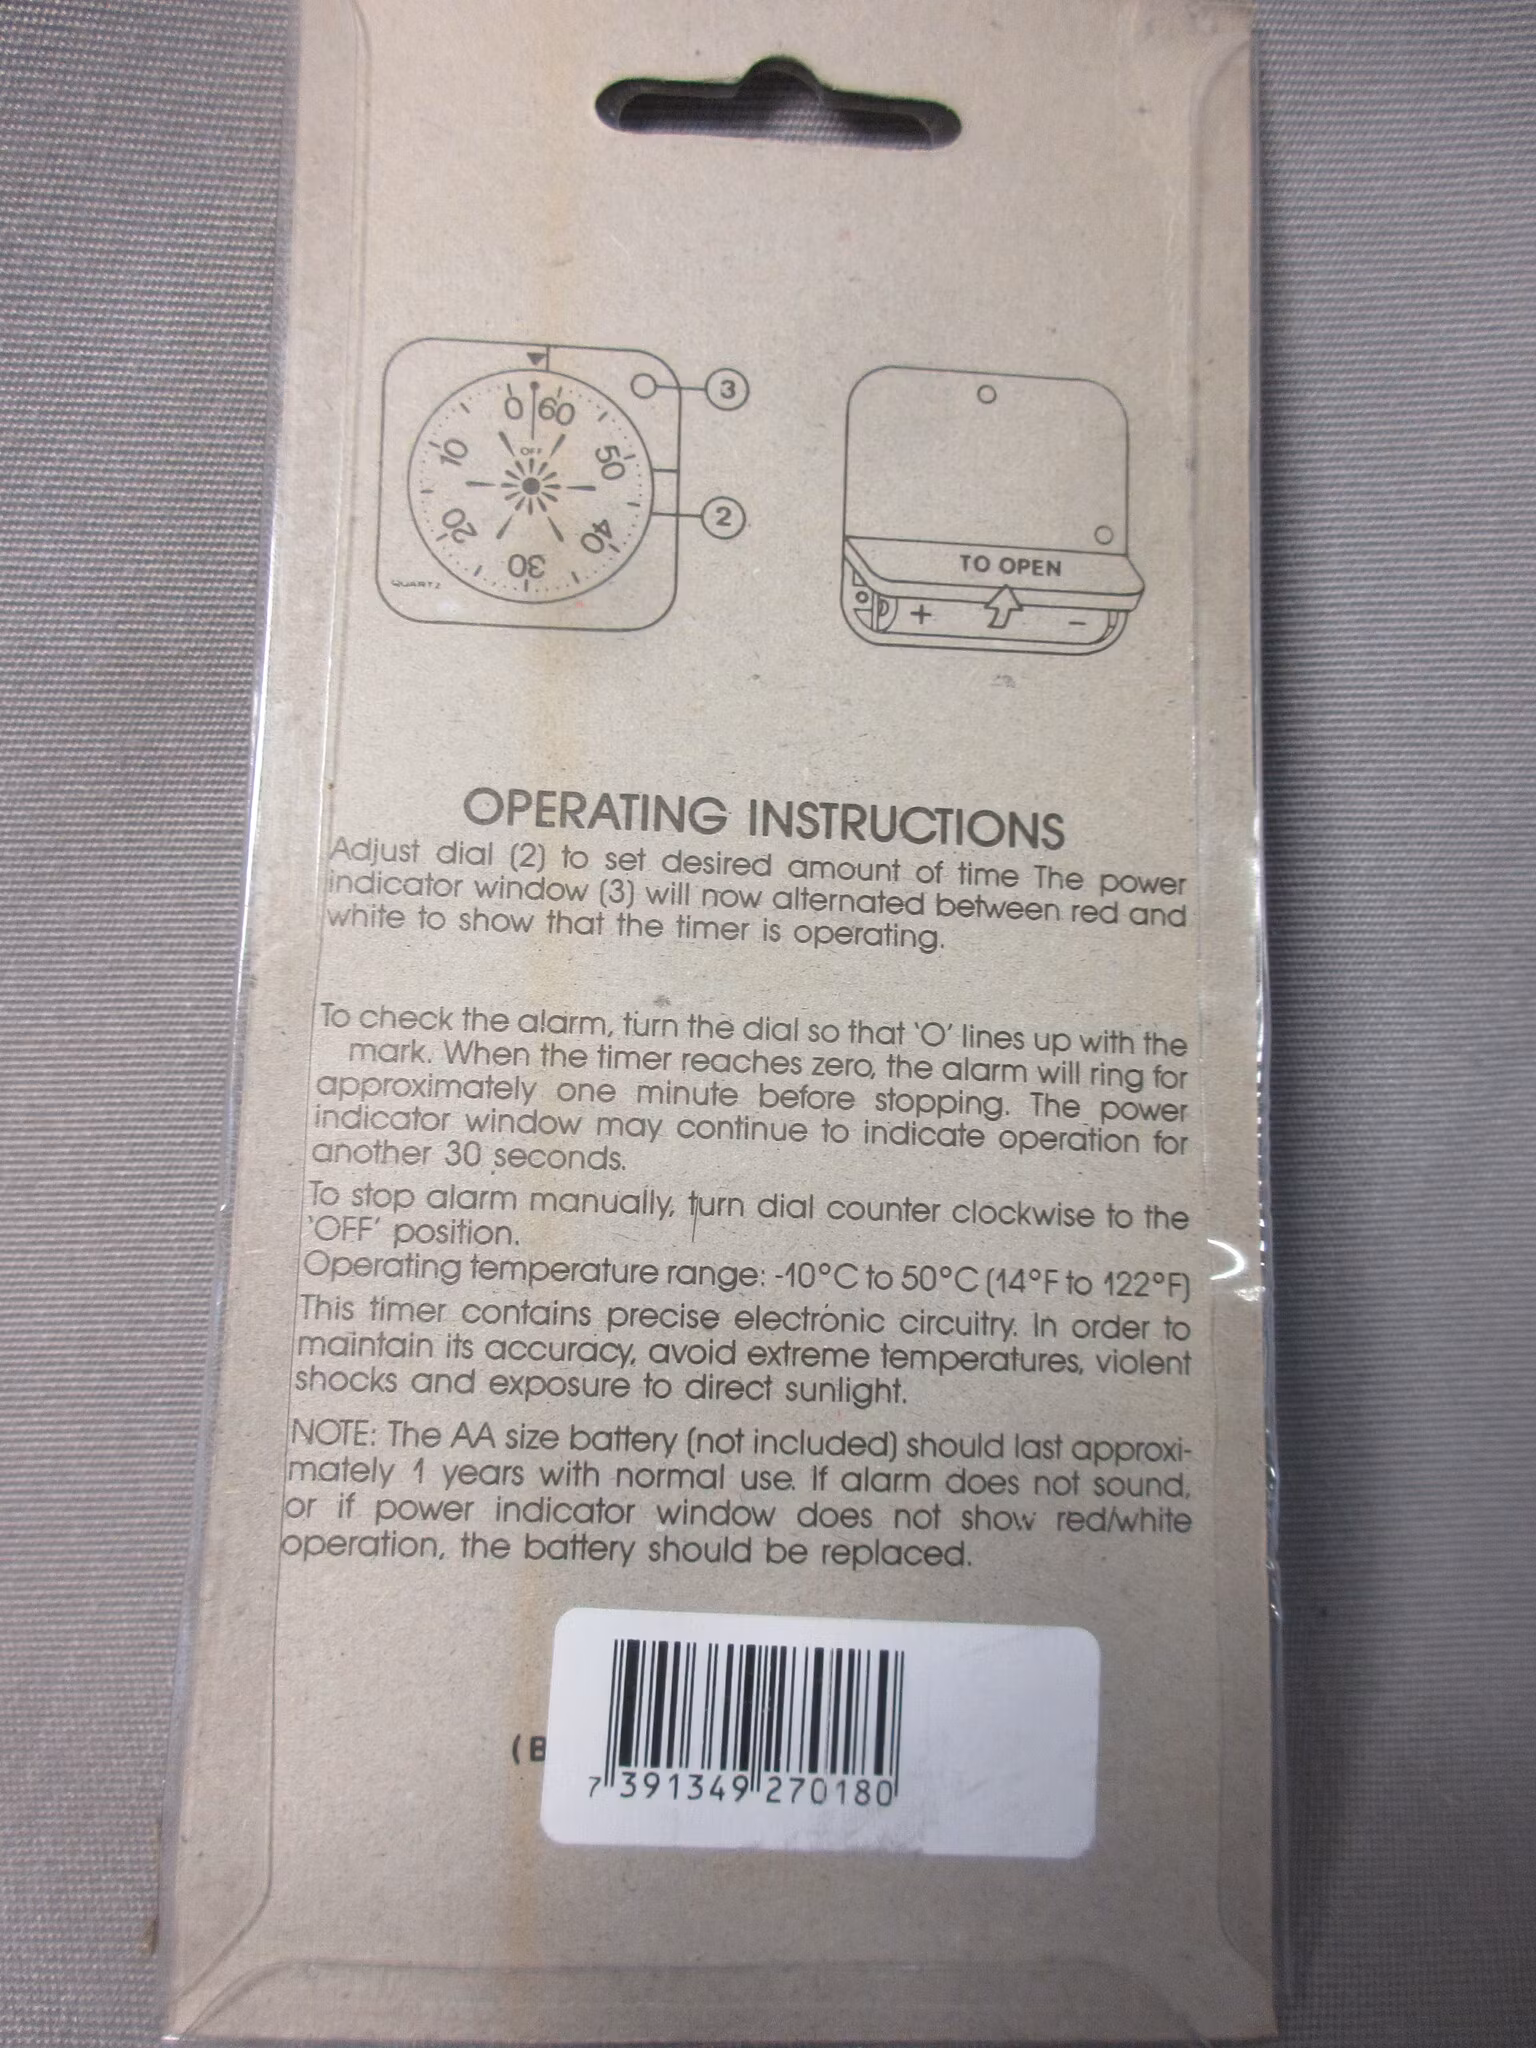 0 60
OFF
10
50
20
40
30
QUARTZ
3
2
TO OPEN
+
−
OPERATING INSTRUCTIONS
Adjust dial (2) to set desired amount of time The power
indicator window (3) will now alternated between red and
white to show that the timer is operating.
To check the alarm, turn the dial so that 'O' lines up with the
mark. When the timer reaches zero, the alarm will ring for
approximately one minute before stopping. The power
indicator window may continue to indicate operation for
another 30 seconds.
To stop alarm manually, turn dial counter clockwise to the
'OFF' position.
Operating temperature range: -10°C to 50°C (14°F to 122°F)
This timer contains precise electronic circuitry. In order to
maintain its accuracy, avoid extreme temperatures, violent
shocks and exposure to direct sunlight.
NOTE: The AA size battery (not included) should last approxi-
mately 1 years with normal use. If alarm does not sound,
or if power indicator window does not show red/white
operation, the battery should be replaced.
(B
7 391349 270180